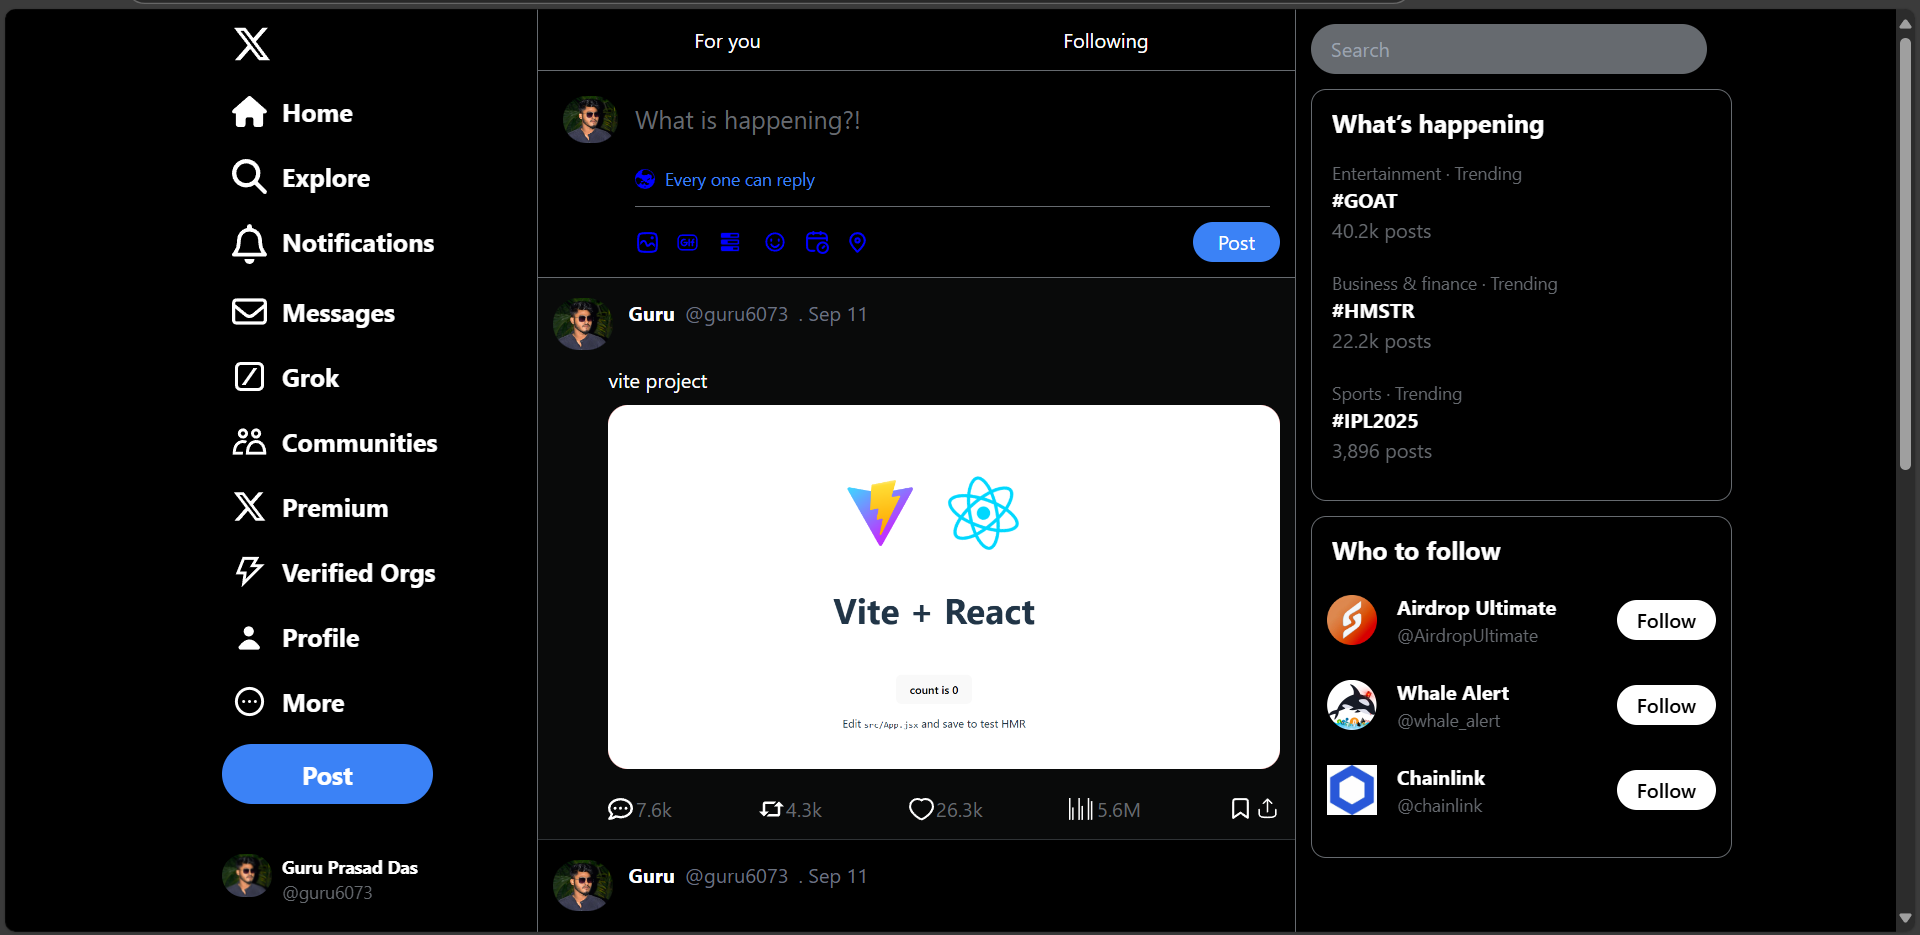 Home
Explore
Notifications
Messages
Grok
Communities
Premium
Verified Orgs
Profile
More
Post
Guru Prasad Das
@guru6073
For you
Following
What is happening?!
Every one can reply
GIF
Post
Guru @guru6073 . Sep 11
vite project
Vite + React
count is 0
Edit src/App.jsx and save to test HMR
7.6k
4.3k
26.3k
5.6M
Guru @guru6073 . Sep 11
Search
What’s happening
Entertainment · Trending
#GOAT
40.2k posts
Business & finance · Trending
#HMSTR
22.2k posts
Sports · Trending
#IPL2025
3,896 posts
Who to follow
Airdrop Ultimate
@AirdropUltimate
Follow
Whale Alert
@whale_alert
Follow
Chainlink
@chainlink
Follow